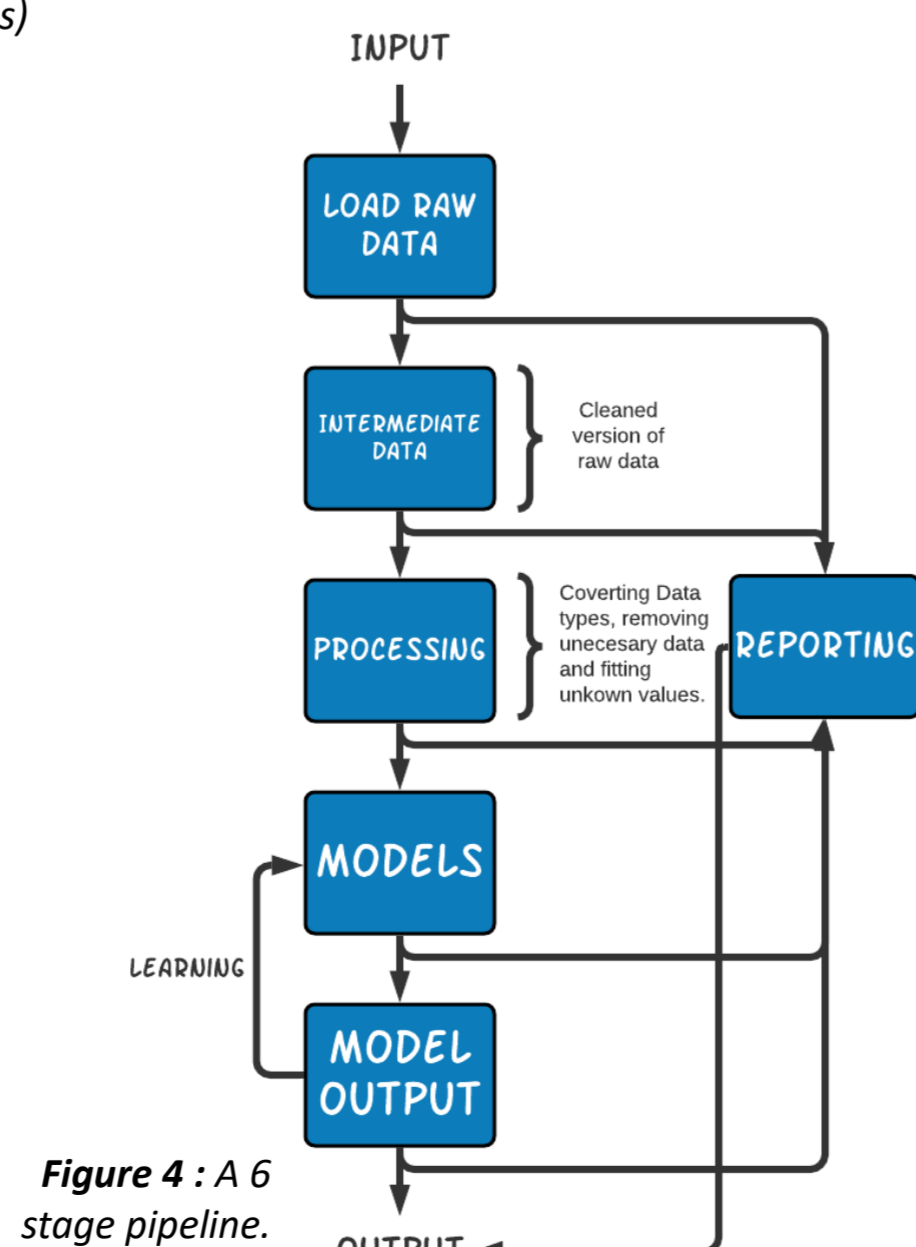 s)
INPUT
LOAD RAW
DATA
INTERMEDIATE
DATA
Cleaned
version of
raw data
PROCESSING
Coverting Data
types, removing
unecesary data
and fitting
unkown values.
REPORTING
MODELS
LEARNING
MODEL
OUTPUT
Figure 4 : A 6
stage pipeline.
OUTPUT